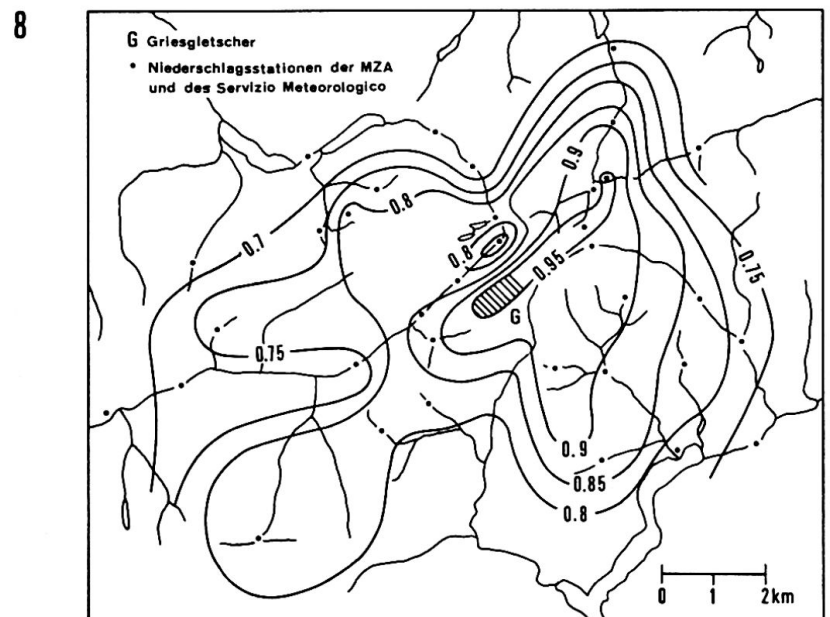 8
G Griesgletscher
• Niederschlagsstationen der MZA
und des Servizio Meteorologico
0.9
0.8
0.7
0.8
0.95
0.75
G
0.75
0.9
0.85
0.8
0 1 2km